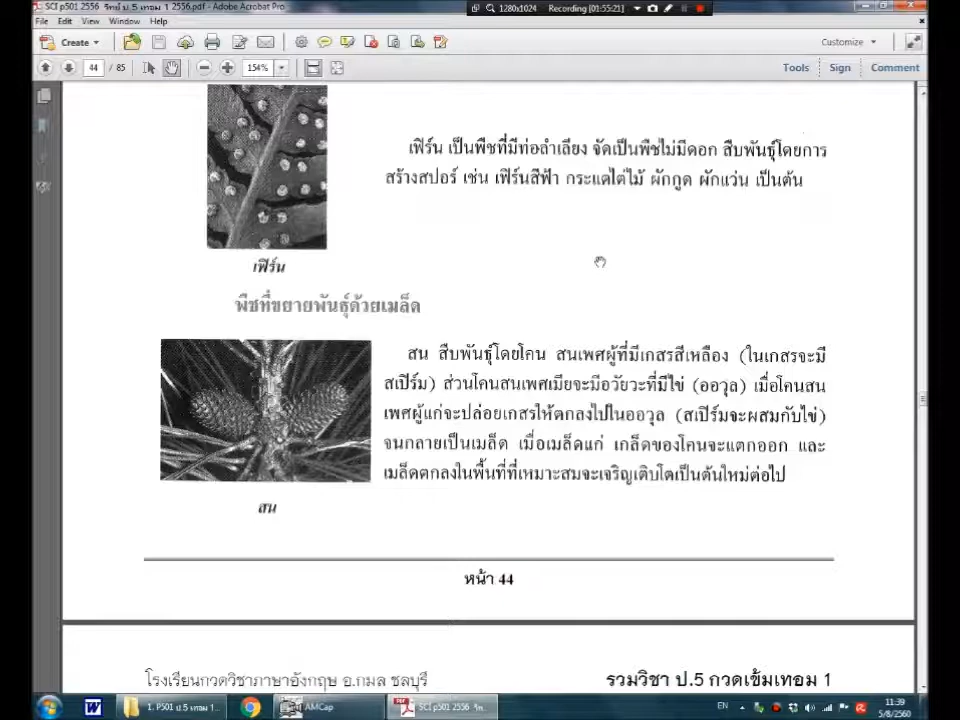 SCI p501 2556 วิทย์ ป.5 เทอม 1 2556.pdf - Adobe Acrobat Pro
1280x1024 Recording [01:55:21]
File Edit View Window Help
Create Customize
44 / 85 154% Tools Sign Comment
เฟิร์น เป็นพืชที่มีท่อลำเลียง จัดเป็นพืชไม่มีดอก สืบพันธุ์โดยการ
สร้างสปอร์ เช่น เฟิร์นสีฟ้า กระแตไต่ไม้ ผักกูด ผักแว่น เป็นต้น
เฟิร์น
พืชที่ขยายพันธุ์ด้วยเมล็ด
สน สืบพันธุ์โดยโคน สนเพศผู้ที่มีเกสรสีเหลือง (ในเกสรจะมี
สเปิร์ม) ส่วนโคนสนเพศเมียจะมีอวัยวะที่มีไข่ (ออวุล) เมื่อโคนสน
เพศผู้แก่จะปล่อยเกสรให้ตกลงไปในออวุล (สเปิร์มจะผสมกับไข่)
จนกลายเป็นเมล็ด เมื่อเมล็ดแก่ เกล็ดของโคนจะแตกออก และ
เมล็ดตกลงในพื้นที่ที่เหมาะสมจะเจริญเติบโตเป็นต้นใหม่ต่อไป
สน
หน้า 44
โรงเรียนกวดวิชาภาษาอังกฤษ อ.กมล ชลบุรี รวมวิชา ป.5 กวดเข้มเทอม 1
1. P501 ป.5 เทอม 1... AMCap SCI p501 2556 วิท... EN 11:39
5/8/2560